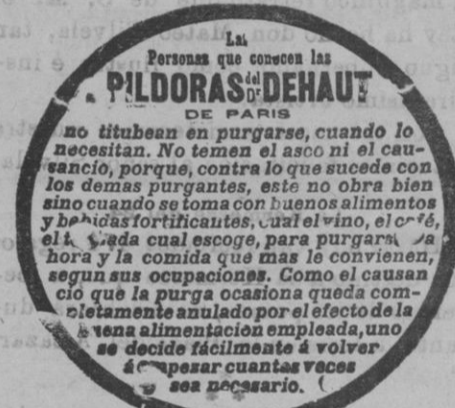 Las
Personas que conocen las
PILDORAS del Dr DEHAUT
DE PARIS
no titubean en purgarse, cuando lo
necesitan. No temen el asco ni el cau-
sancio, porque, contra lo que sucede con
los demas purgantes, este no obra bien
sino cuando se toma con buenos alimentos
y bebidas fortificantes, cual el vino, el café,
el t Cada cual escoge, para purgarse la
hora y la comida que mas le convienen,
segun sus ocupaciones. Como el causan
cio que la purga ocasiona queda com-
pletamente anulado por el efecto de la
buena alimentacion empleada, uno
se decide fácilmente á volver
á empezar cuantas veces
sea necesario.